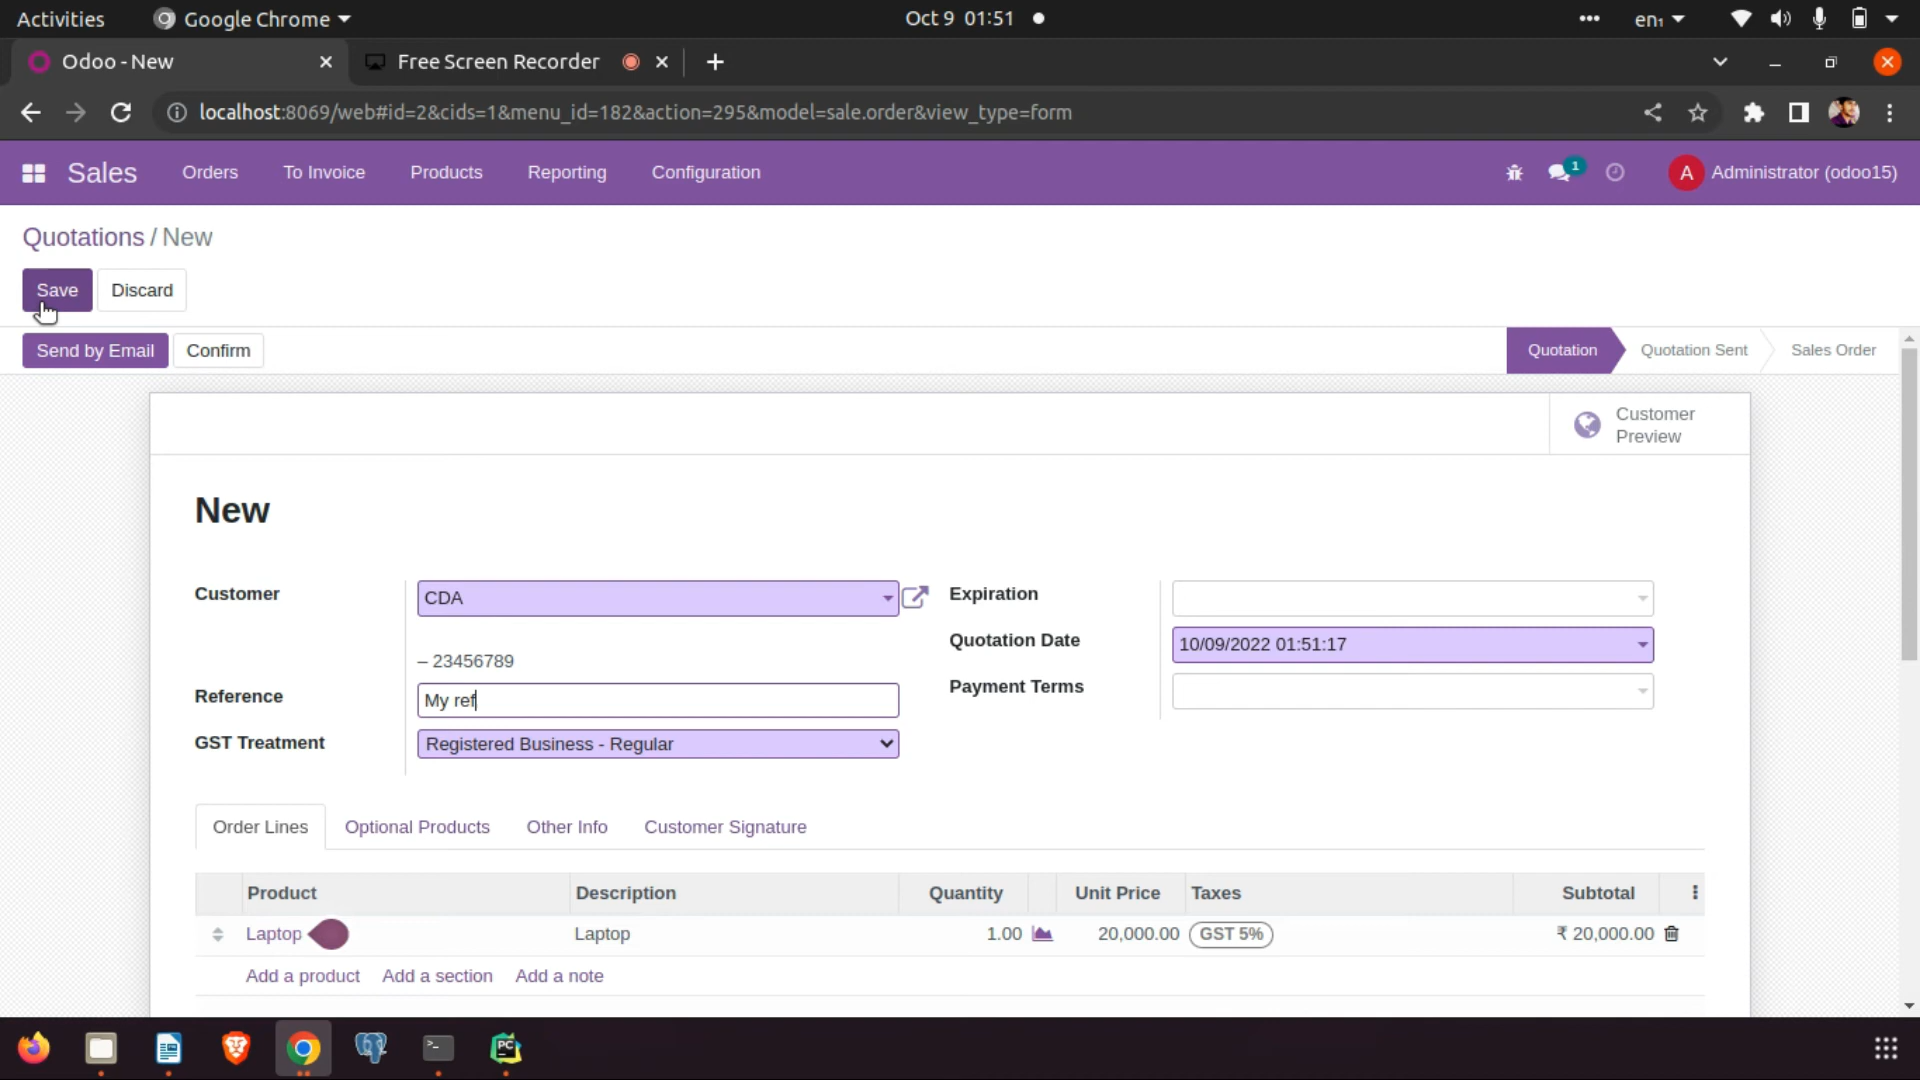 Activities Google Chrome Oct 9 01:51 en₁
Odoo - New Free Screen Recorder
localhost:8069/web#id=2&cids=1&menu_id=182&action=295&model=sale.order&view_type=form
Sales Orders To Invoice Products Reporting Configuration 1 A Administrator (odoo15)
Quotations / New
Save Discard
Send by Email Confirm Quotation Quotation Sent Sales Order
Customer
Preview
New
Customer CDA Expiration
– 23456789 Quotation Date 10/09/2022 01:51:17
Reference My ref Payment Terms
GST Treatment Registered Business - Regular
Order Lines Optional Products Other Info Customer Signature
Product Description Quantity Unit Price Taxes Subtotal
Laptop Laptop 1.00 20,000.00 GST 5% ₹ 20,000.00
Add a product Add a section Add a note
PC